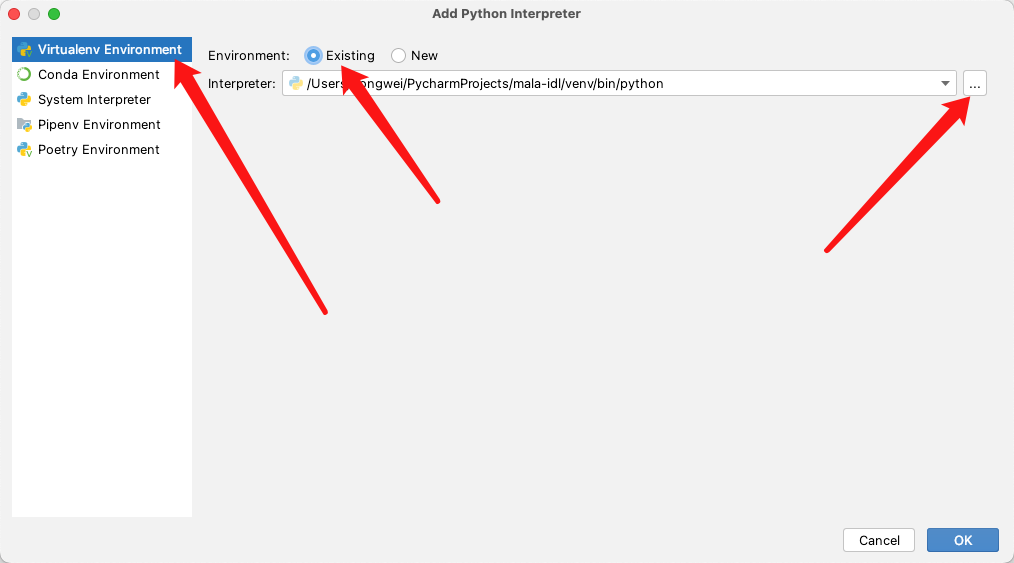 Add Python Interpreter
Virtualenv Environment
Conda Environment
System Interpreter
Pipenv Environment
Poetry Environment
Environment: Existing New
Interpreter: /Users ongwei/PycharmProjects/mala-idl/venv/bin/python ...
Cancel OK